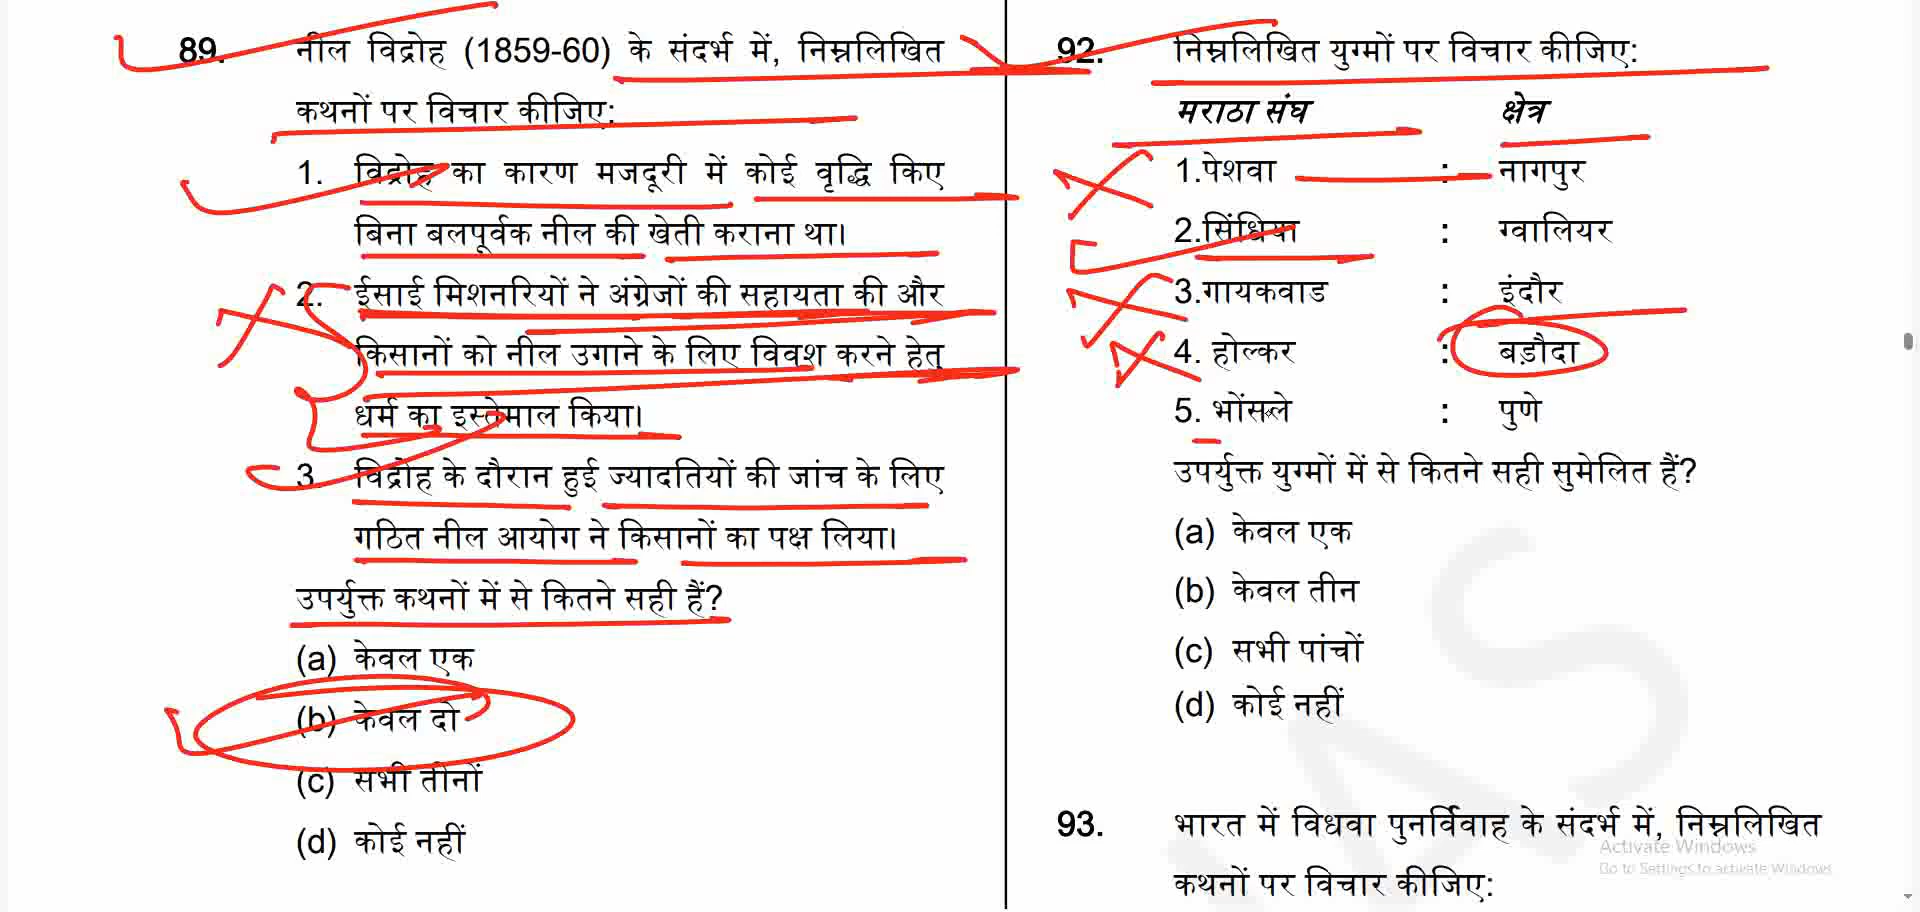 89. नील विद्रोह (1859-60) के संदर्भ में, निम्नलिखित
कथनों पर विचार कीजिए:
1. विद्रोह का कारण मजदूरी में कोई वृद्धि किए
बिना बलपूर्वक नील की खेती कराना था।
2. ईसाई मिशनरियों ने अंग्रेजों की सहायता की और
किसानों को नील उगाने के लिए विवश करने हेतु
धर्म का इस्तेमाल किया।
3. विद्रोह के दौरान हुई ज्यादतियों की जांच के लिए
गठित नील आयोग ने किसानों का पक्ष लिया।
उपर्युक्त कथनों में से कितने सही हैं?
(a) केवल एक
(b) केवल दो
(c) सभी तीनों
(d) कोई नहीं
92. निम्नलिखित युग्मों पर विचार कीजिए:
मराठा संघ क्षेत्र
1.पेशवा : नागपुर
2.सिंधिया : ग्वालियर
3.गायकवाड : इंदौर
4. होल्कर : बड़ौदा
5. भोंसले : पुणे
उपर्युक्त युग्मों में से कितने सही सुमेलित हैं?
(a) केवल एक
(b) केवल तीन
(c) सभी पांचों
(d) कोई नहीं
93. भारत में विधवा पुनर्विवाह के संदर्भ में, निम्नलिखित
कथनों पर विचार कीजिए:
Activate Windows
Go to Settings to activate Windows.